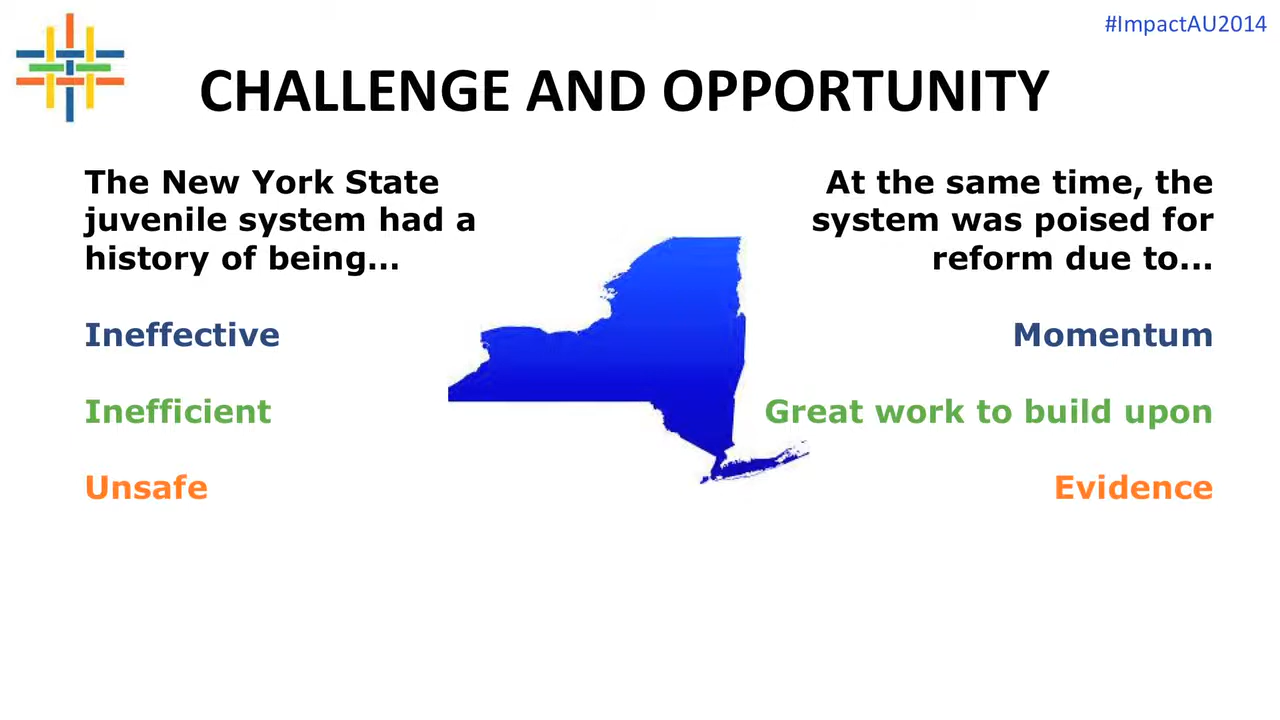 #ImpactAU2014
CHALLENGE AND OPPORTUNITY
The New York State
juvenile system had a
history of being...
Ineffective
Inefficient
Unsafe
At the same time, the
system was poised for
reform due to...
Momentum
Great work to build upon
Evidence